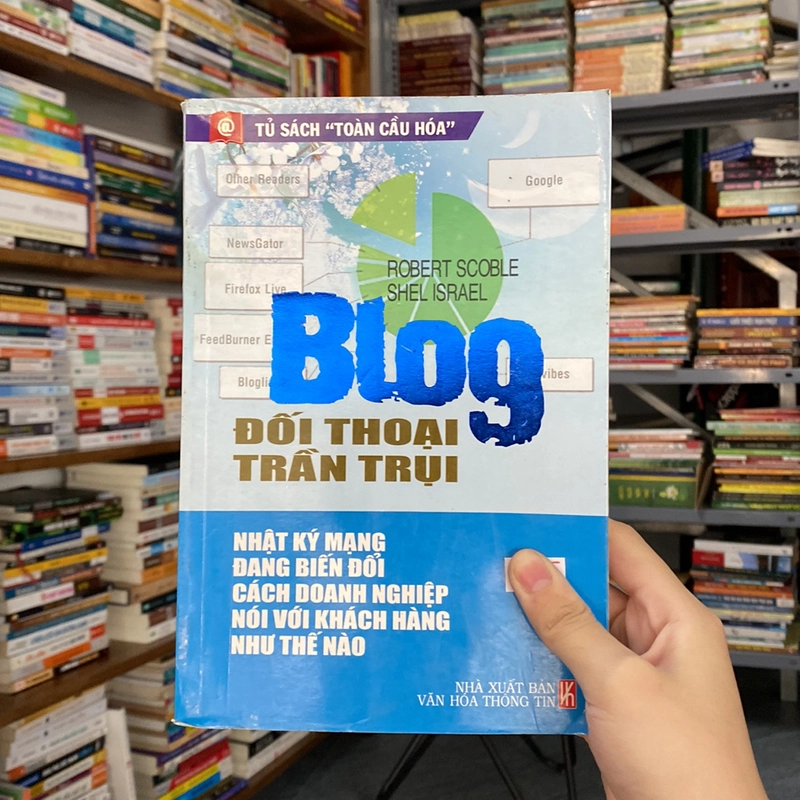 @ TỦ SÁCH "TOÀN CẦU HÓA"
Other Readers
Google
NewsGator
ROBERT SCOBLE
Firefox Live
SHEL ISRAEL
FeedBurner
Blog
ĐỐI THOẠI
TRẦN TRỤI
NHẬT KÝ MẠNG
ĐANG BIẾN ĐỔI
CÁCH DOANH NGHIỆP
NÓI VỚI KHÁCH HÀNG
NHƯ THẾ NÀO
NHÀ XUẤT BẢN
VĂN HÓA THÔNG TIN